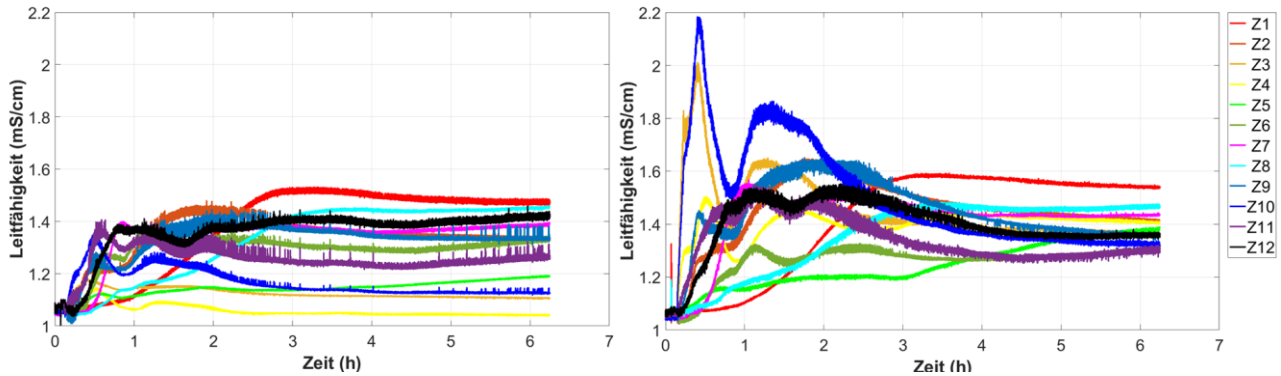 2.2
2
1.8
1.6
1.4
1.2
1
0 1 2 3 4 5 6 7
Leitfähigkeit (mS/cm)
Zeit (h)
2.2
2
1.8
1.6
1.4
1.2
1
0 1 2 3 4 5 6 7
Leitfähigkeit (mS/cm)
Zeit (h)
Z1
Z2
Z3
Z4
Z5
Z6
Z7
Z8
Z9
Z10
Z11
Z12